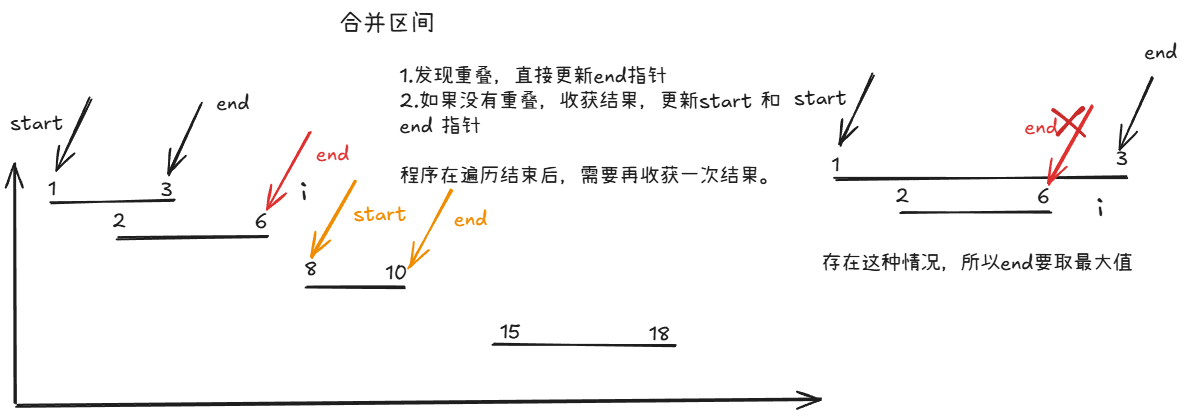 合并区间
1.发现重叠，直接更新end指针
2.如果没有重叠，收获结果，更新start 和
end 指针
程序在遍历结束后，需要再收获一次结果。
start
end
1
3
end
2
6
i
start
end
8
10
15
18
start
end
end
1
3
2
6
i
存在这种情况，所以end要取最大值